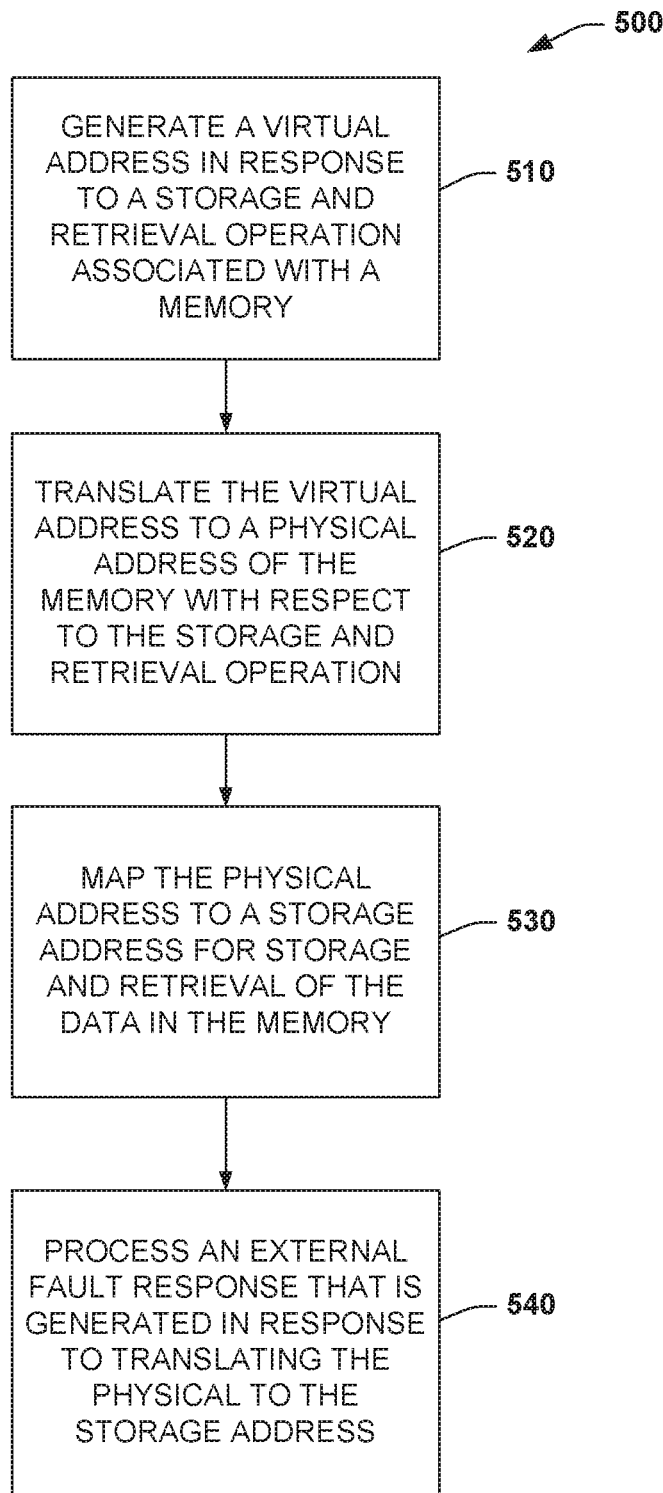 500
GENERATE A VIRTUAL
ADDRESS IN RESPONSE
TO A STORAGE AND
RETRIEVAL OPERATION
ASSOCIATED WITH A
MEMORY
510
TRANSLATE THE VIRTUAL
ADDRESS TO A PHYSICAL
ADDRESS OF THE
MEMORY WITH RESPECT
TO THE STORAGE AND
RETRIEVAL OPERATION
520
MAP THE PHYSICAL
ADDRESS TO A STORAGE
ADDRESS FOR STORAGE
AND RETRIEVAL OF THE
DATA IN THE MEMORY
530
PROCESS AN EXTERNAL
FAULT RESPONSE THAT IS
GENERATED IN RESPONSE
TO TRANSLATING THE
PHYSICAL TO THE
STORAGE ADDRESS
540